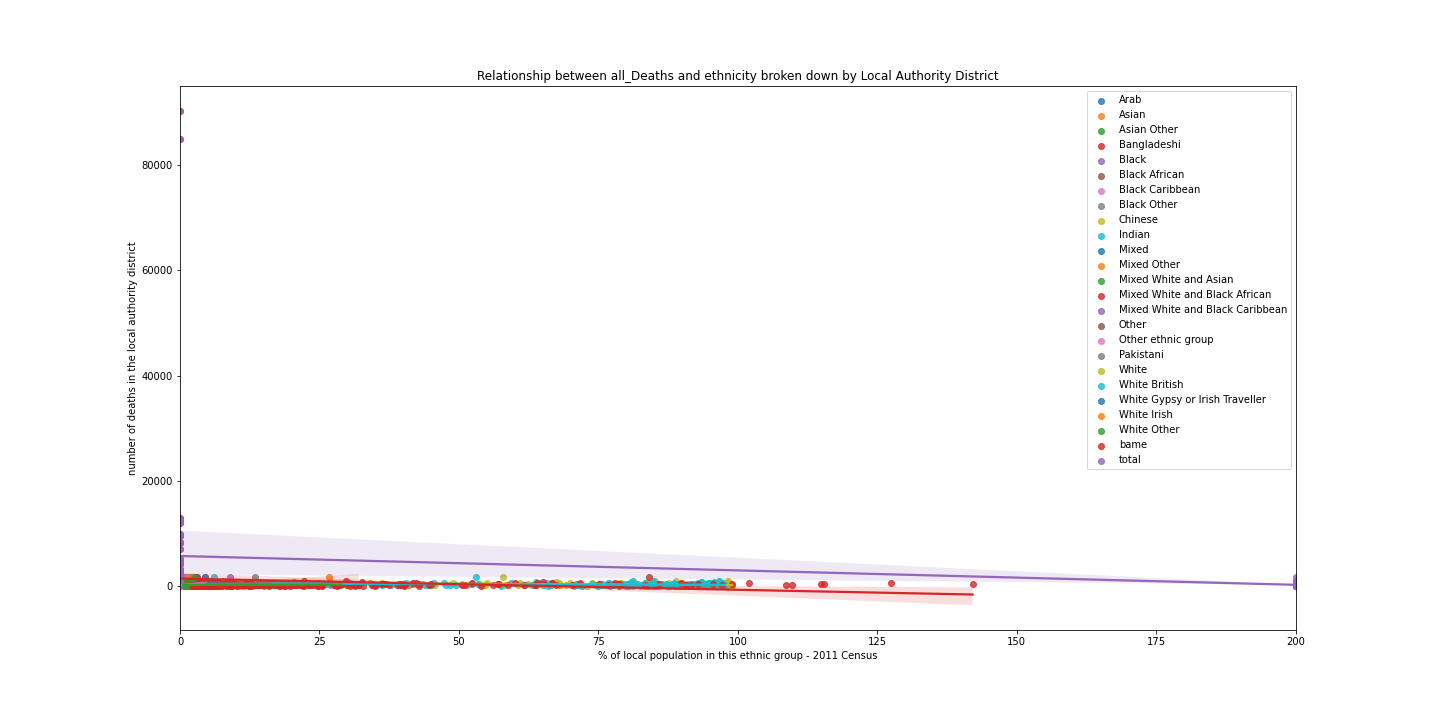 Relationship between all_Deaths and ethnicity broken down by Local Authority District
number of deaths in the local authority district
80000
60000
40000
20000
0
0
25
50
75
100
125
150
175
200
% of local population in this ethnic group - 2011 Census
Arab
Asian
Asian Other
Bangladeshi
Black
Black African
Black Caribbean
Black Other
Chinese
Indian
Mixed
Mixed Other
Mixed White and Asian
Mixed White and Black African
Mixed White and Black Caribbean
Other
Other ethnic group
Pakistani
White
White British
White Gypsy or Irish Traveller
White Irish
White Other
bame
total